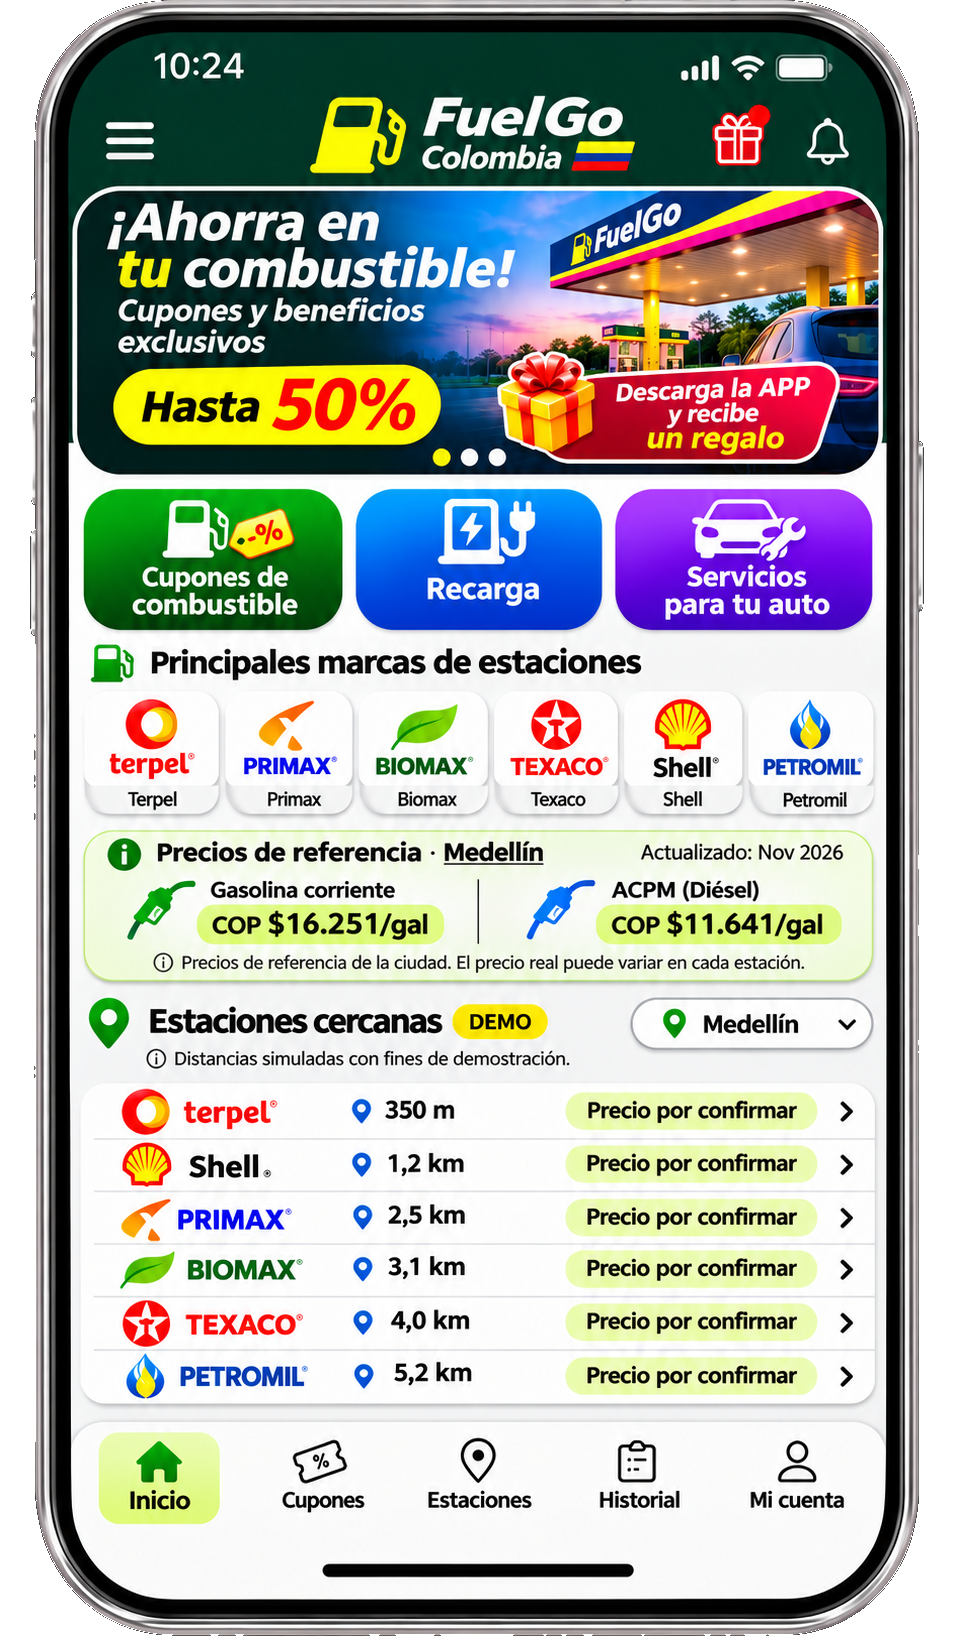 10:24
FuelGo
Colombia
¡Ahorra en
tu combustible!
Cupones y beneficios
exclusivos
Hasta 50%
FuelGo
Descarga la APP
y recibe
un regalo
-%
Cupones de
combustible
Recarga
Servicios
para tu auto
Principales marcas de estaciones
terpel®
Terpel
PRIMAX®
Primax
BIOMAX®
Biomax
TEXACO®
Texaco
Shell®
Shell
PETROMIL®
Petromil
Precios de referencia · Medellín
Actualizado: Nov 2026
Gasolina corriente
COP $16.251/gal
ACPM (Diésel)
COP $11.641/gal
Precios de referencia de la ciudad. El precio real puede variar en cada estación.
Estaciones cercanas DEMO
Medellín
Distancias simuladas con fines de demostración.
terpel® 350 m Precio por confirmar
Shell® 1,2 km Precio por confirmar
PRIMAX® 2,5 km Precio por confirmar
BIOMAX® 3,1 km Precio por confirmar
TEXACO® 4,0 km Precio por confirmar
PETROMIL® 5,2 km Precio por confirmar
%
Inicio Cupones Estaciones Historial Mi cuenta